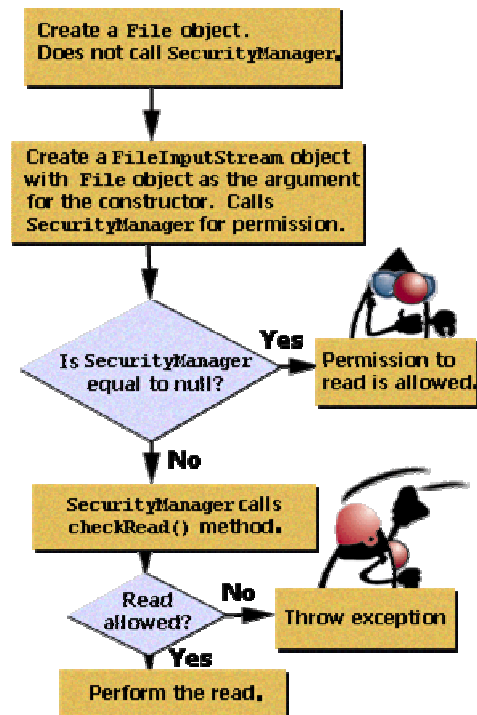 Create a File object.
Does not call SecurityManager.
Create a FileInputStream object
with File object as the argument
for the constructor. Calls
SecurityManager for permission.
Is SecurityManager
equal to null?
Yes
Permission to
read is allowed.
No
SecurityManager calls
checkRead() method.
Read
allowed?
No
Throw exception
Yes
Perform the read.